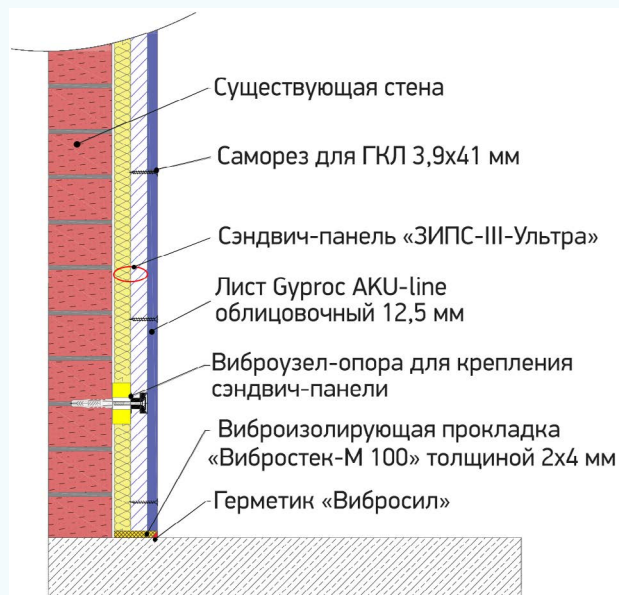 Существующая стена
Саморез для ГКЛ 3,9х41 мм
Сэндвич-панель «ЗИПС-III-Ультра»
Лист Gyproc AKU-line
облицовочный 12,5 мм
Виброузел-опора для крепления
сэндвич-панели
Виброизолирующая прокладка
«Вибростек-М 100» толщиной 2х4 мм
Герметик «Вибросил»